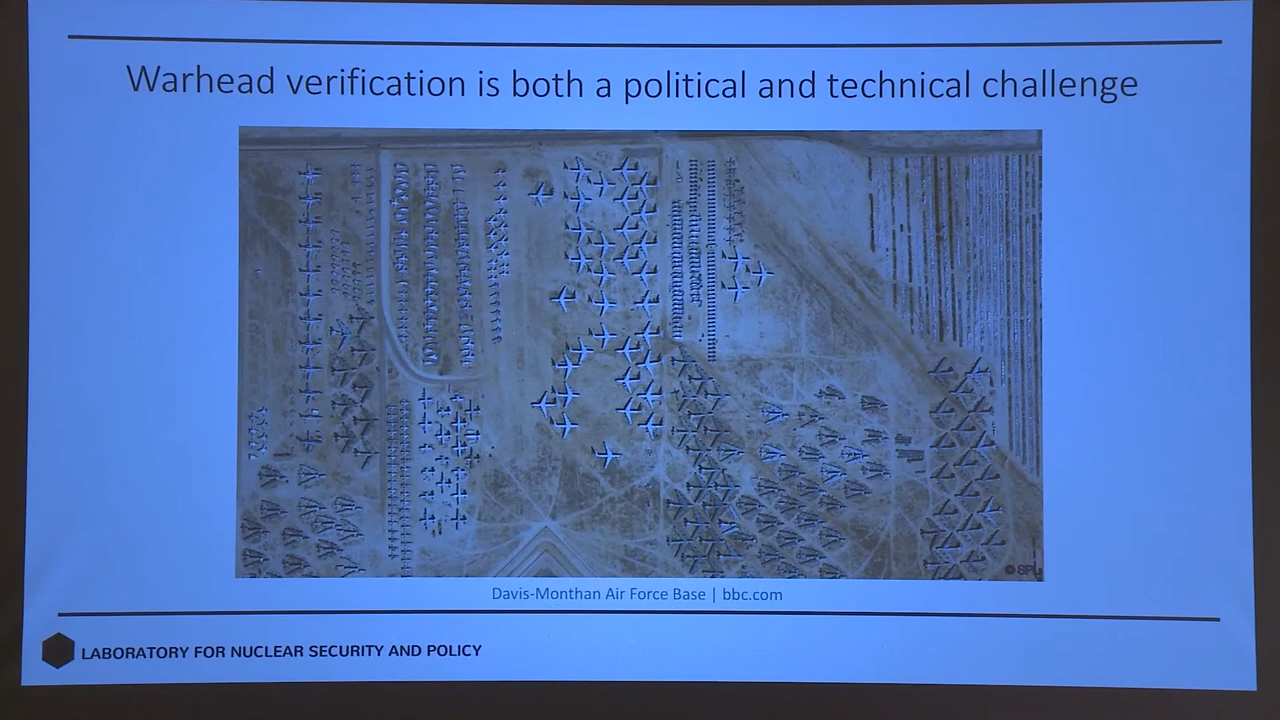 Warhead verification is both a political and technical challenge
© SPL
Davis-Monthan Air Force Base | bbc.com
LABORATORY FOR NUCLEAR SECURITY AND POLICY